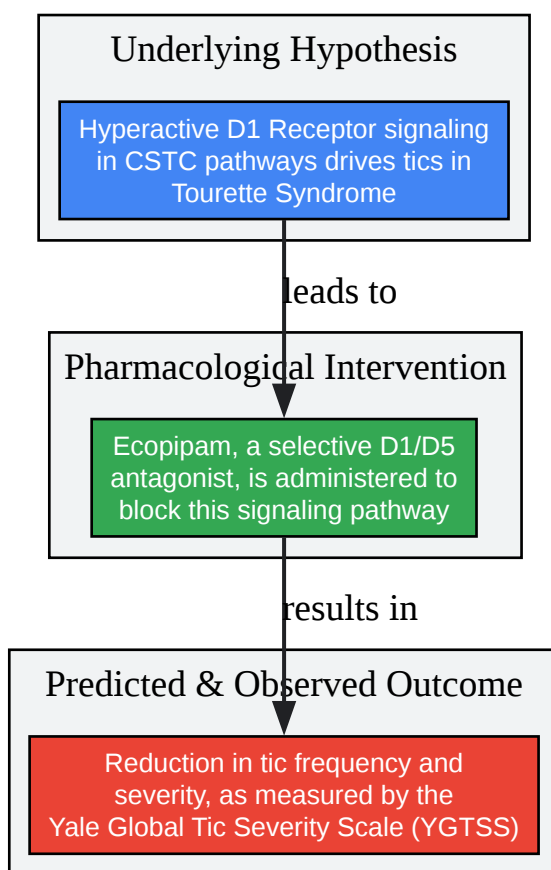 Underlying Hypothesis
Hyperactive D1 Receptor signaling
in CSTC pathways drives tics in
Tourette Syndrome
leads to
Pharmacological Intervention
Ecopipam, a selective D1/D5
antagonist, is administered to
block this signaling pathway
results in
Predicted & Observed Outcome
Reduction in tic frequency and
severity, as measured by the
Yale Global Tic Severity Scale (YGTSS)